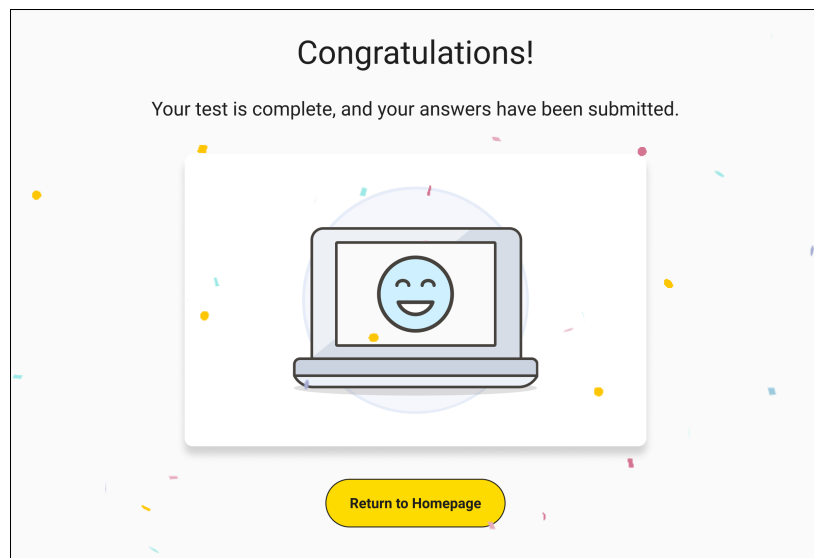 Congratulations!
Your test is complete, and your answers have been submitted.
Return to Homepage